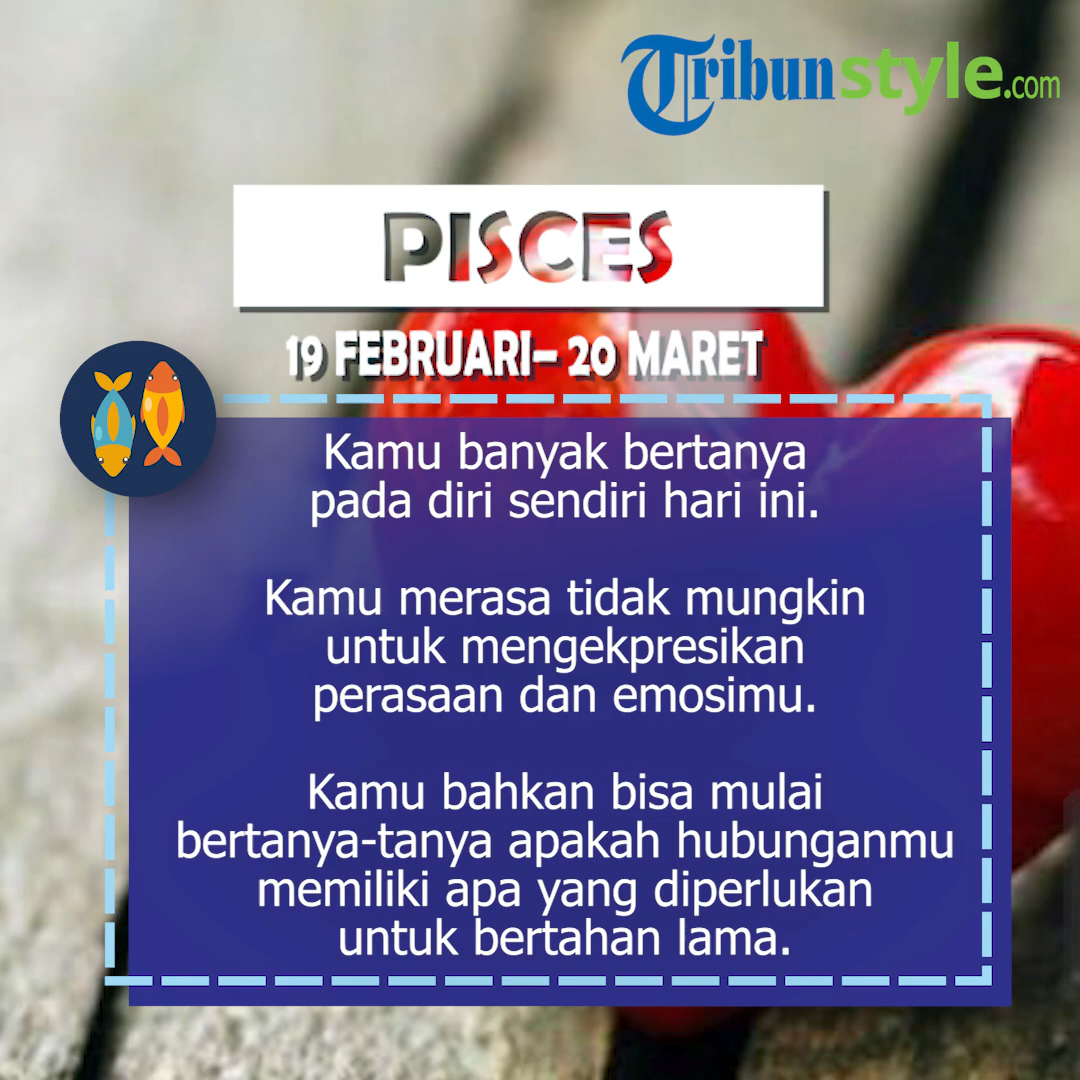 Tribunstyle.com
PISCES
19 FEBRUARI– 20 MARET
Kamu banyak bertanya
pada diri sendiri hari ini.
Kamu merasa tidak mungkin
untuk mengekpresikan
perasaan dan emosimu.
Kamu bahkan bisa mulai
bertanya-tanya apakah hubunganmu
memiliki apa yang diperlukan
untuk bertahan lama.